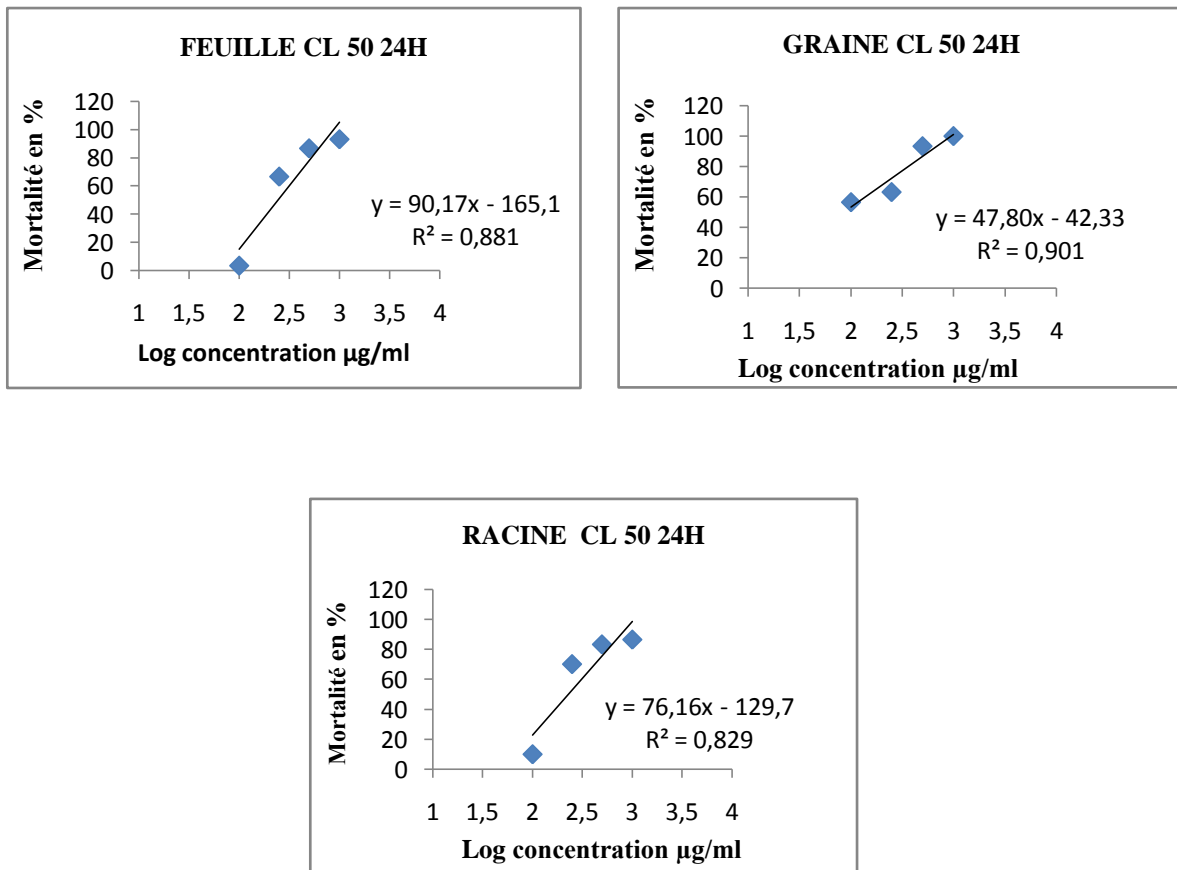 FEUILLE CL 50 24H
Mortalité en %
120
100
80
60
40
20
0
y = 90,17x - 165,1
R² = 0,881
1 1,5 2 2,5 3 3,5 4
Log concentration µg/ml
GRAINE CL 50 24H
Mortalité en %
120
100
80
60
40
20
0
y = 47,80x - 42,33
R² = 0,901
1 1,5 2 2,5 3 3,5 4
Log concentration µg/ml
RACINE CL 50 24H
Mortalité en %
120
100
80
60
40
20
0
y = 76,16x - 129,7
R² = 0,829
1 1,5 2 2,5 3 3,5 4
Log concentration µg/ml